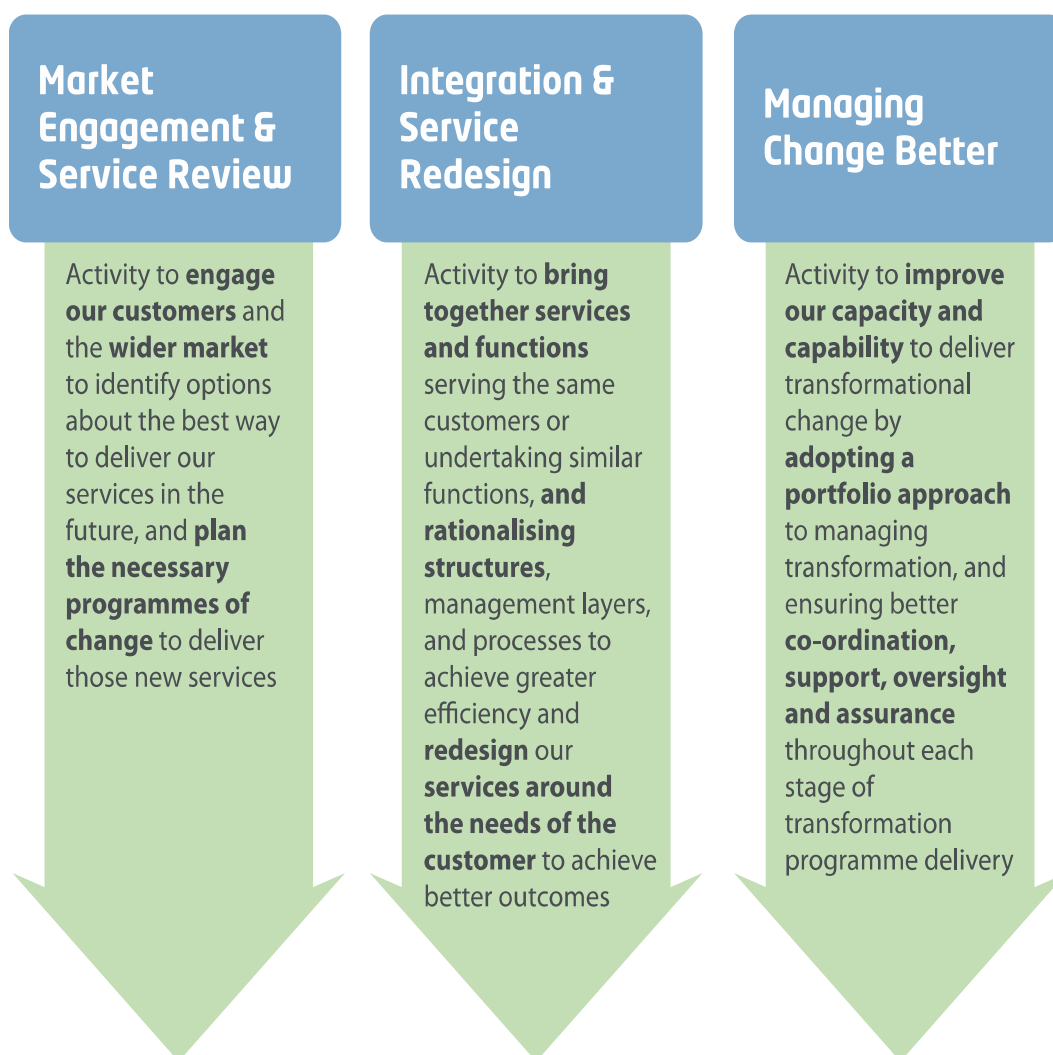 Market
Engagement &
Service Review
Activity to engage
our customers and
the wider market
to identify options
about the best way
to deliver our
services in the
future, and plan
the necessary
programmes of
change to deliver
those new services
Integration &
Service
Redesign
Activity to bring
together services
and functions
serving the same
customers or
undertaking similar
functions, and
rationalising
structures,
management layers,
and processes to
achieve greater
efficiency and
redesign our
services around
the needs of the
customer to achieve
better outcomes
Managing
Change Better
Activity to improve
our capacity and
capability to deliver
transformational
change by
adopting a
portfolio approach
to managing
transformation, and
ensuring better
co-ordination,
support, oversight
and assurance
throughout each
stage of
transformation
programme delivery